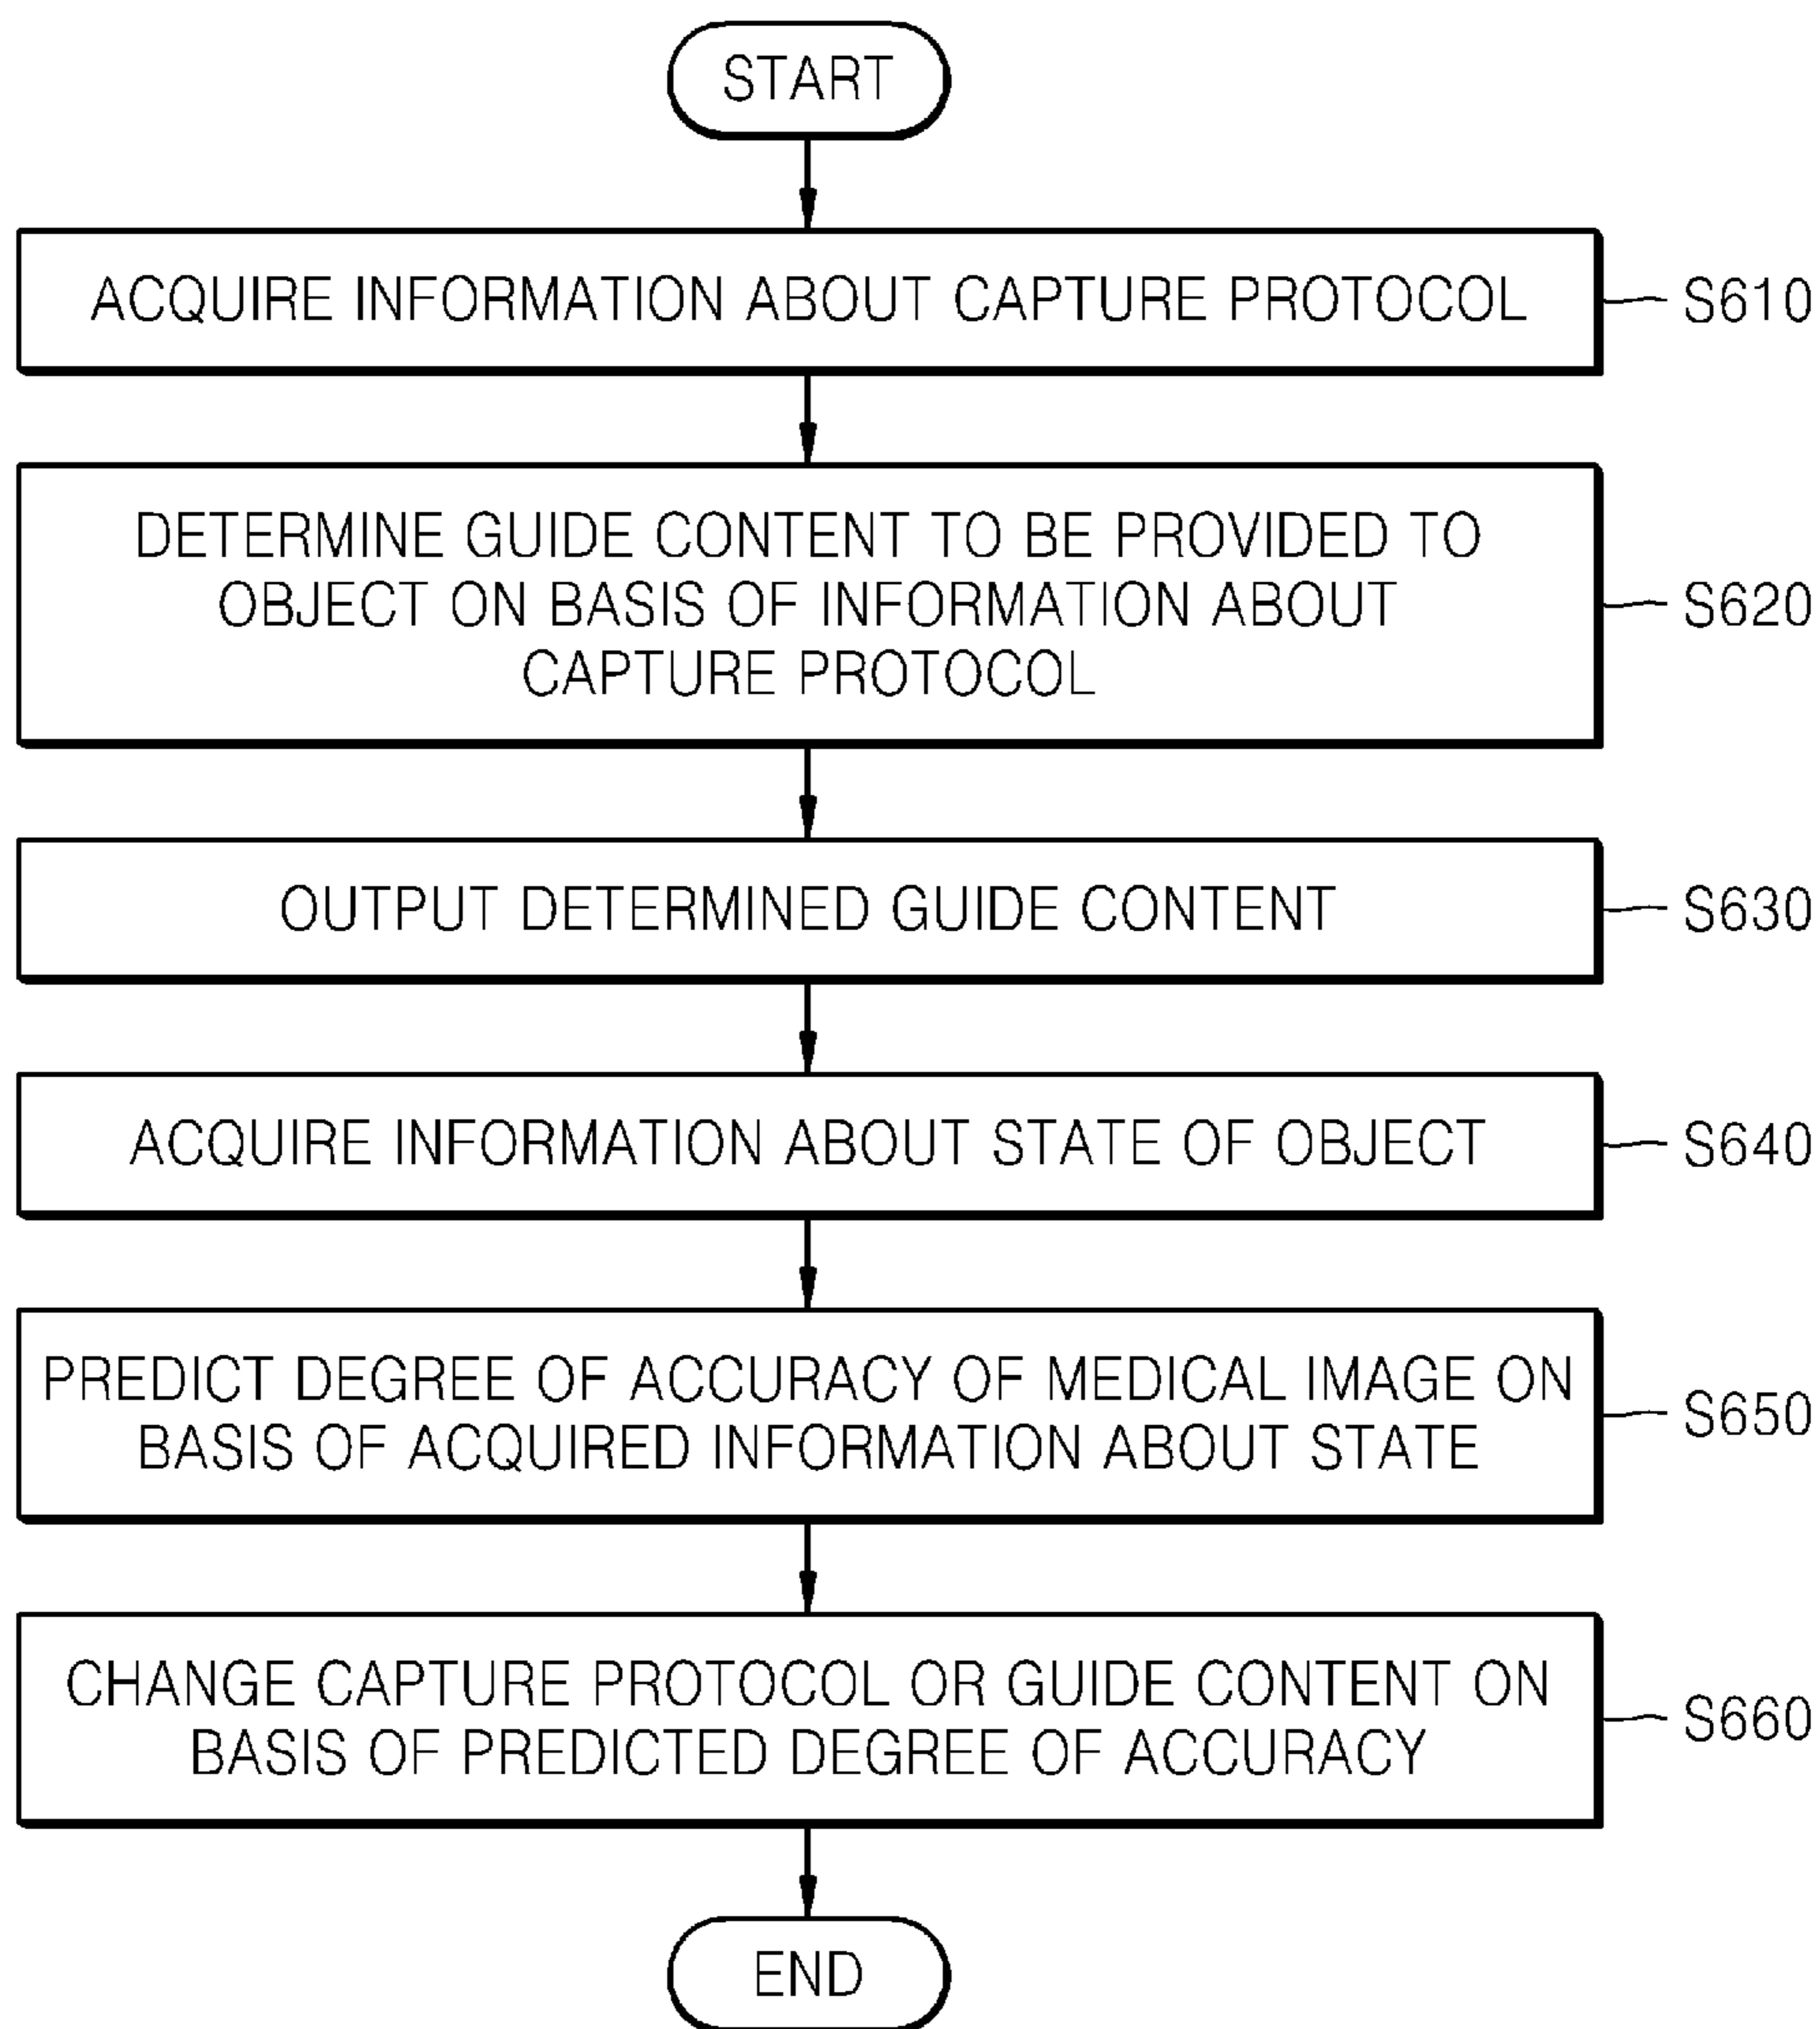 START
ACQUIRE INFORMATION ABOUT CAPTURE PROTOCOL
S610
DETERMINE GUIDE CONTENT TO BE PROVIDED TO
OBJECT ON BASIS OF INFORMATION ABOUT
CAPTURE PROTOCOL
S620
OUTPUT DETERMINED GUIDE CONTENT
S630
ACQUIRE INFORMATION ABOUT STATE OF OBJECT
S640
PREDICT DEGREE OF ACCURACY OF MEDICAL IMAGE ON
BASIS OF ACQUIRED INFORMATION ABOUT STATE
S650
CHANGE CAPTURE PROTOCOL OR GUIDE CONTENT ON
BASIS OF PREDICTED DEGREE OF ACCURACY
S660
END